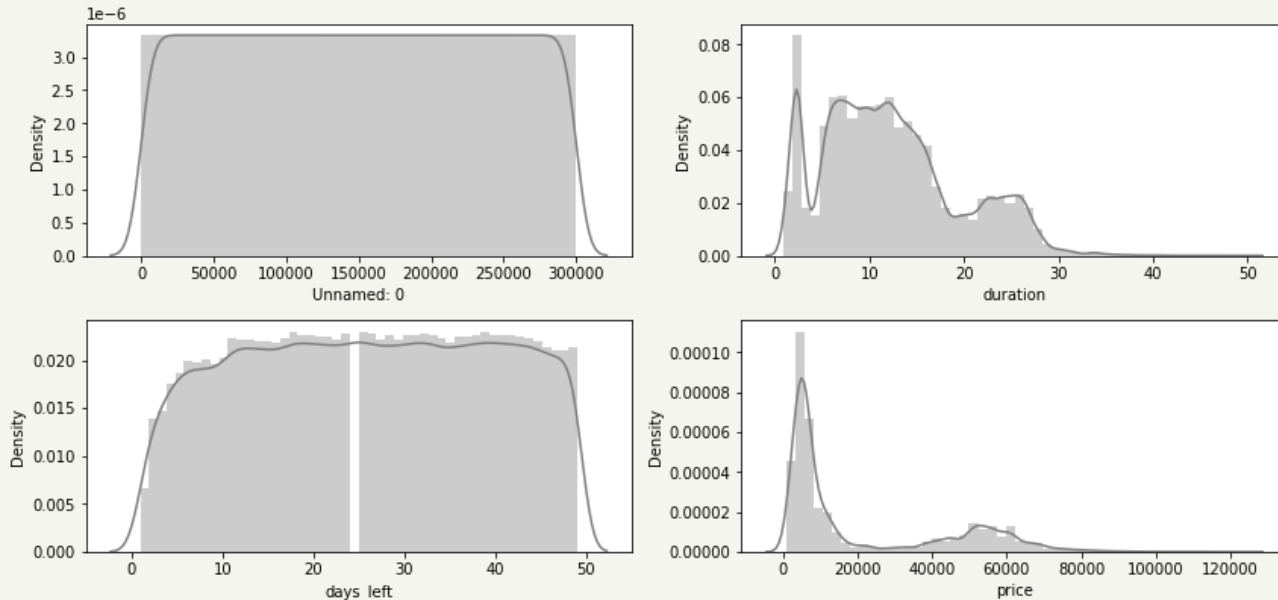 1e−6
3.0
2.5
2.0
1.5
1.0
0.5
0.0
Density
0 50000 100000 150000 200000 250000 300000
Unnamed: 0
0.08
0.06
0.04
0.02
0.00
Density
0 10 20 30 40 50
duration
0.020
0.015
0.010
0.005
0.000
Density
0 10 20 30 40 50
days_left
0.00010
0.00008
0.00006
0.00004
0.00002
0.00000
Density
0 20000 40000 60000 80000 100000 120000
price